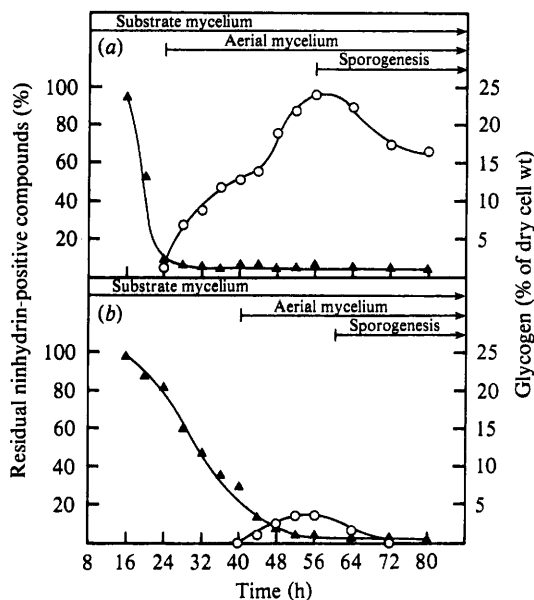 Substrate mycelium
(a)
Aerial mycelium
Sporogenesis
100
80
60
40
20
25
20
15
10
5
Substrate mycelium
(b)
Aerial mycelium
Sporogenesis
100
80
60
40
20
25
20
15
10
5
8 16 24 32 40 48 56 64 72 80
Time (h)
Residual ninhydrin-positive compounds (%)
Glycogen (% of dry cell wt)